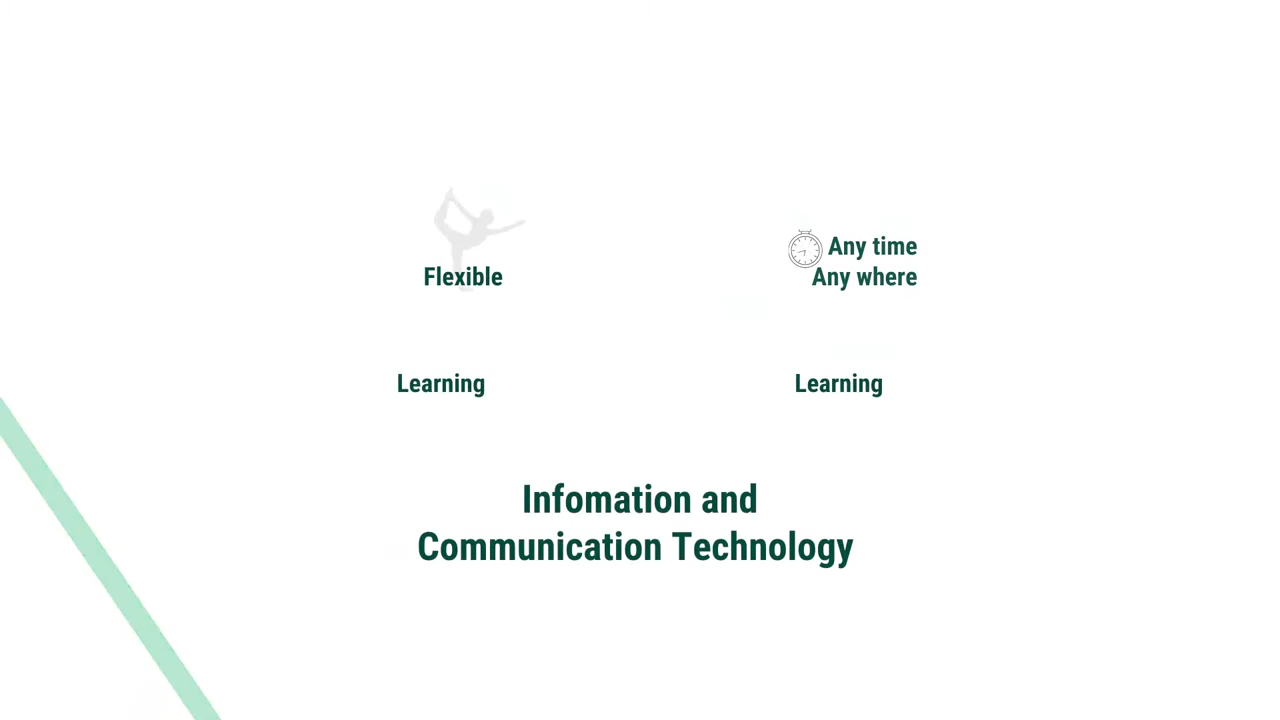 Flexible
Any time
Any where
Learning
Learning
Infomation and
Communication Technology